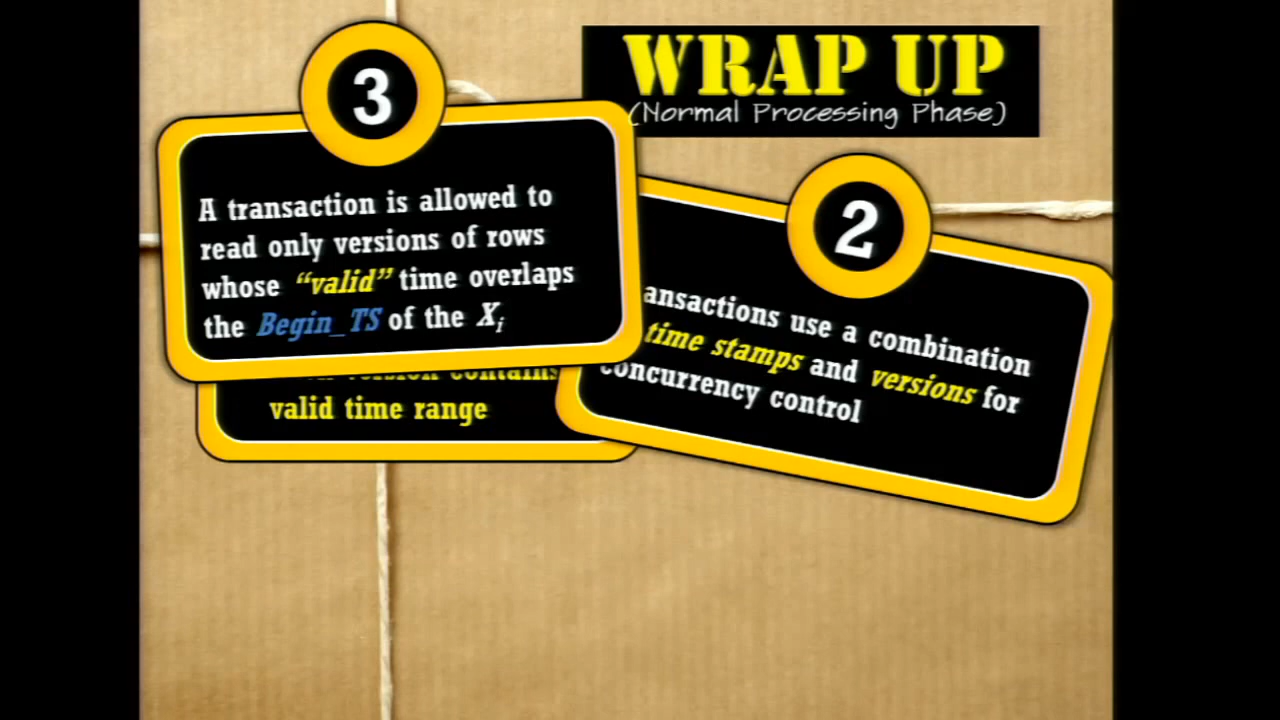 WRAP UP
(Normal Processing Phase)
3
A transaction is allowed to
read only versions of rows
whose “valid” time overlaps
the Begin_TS of the Xi
2
ansactions use a combination
time stamps and versions for
concurrency control
version contains
valid time range